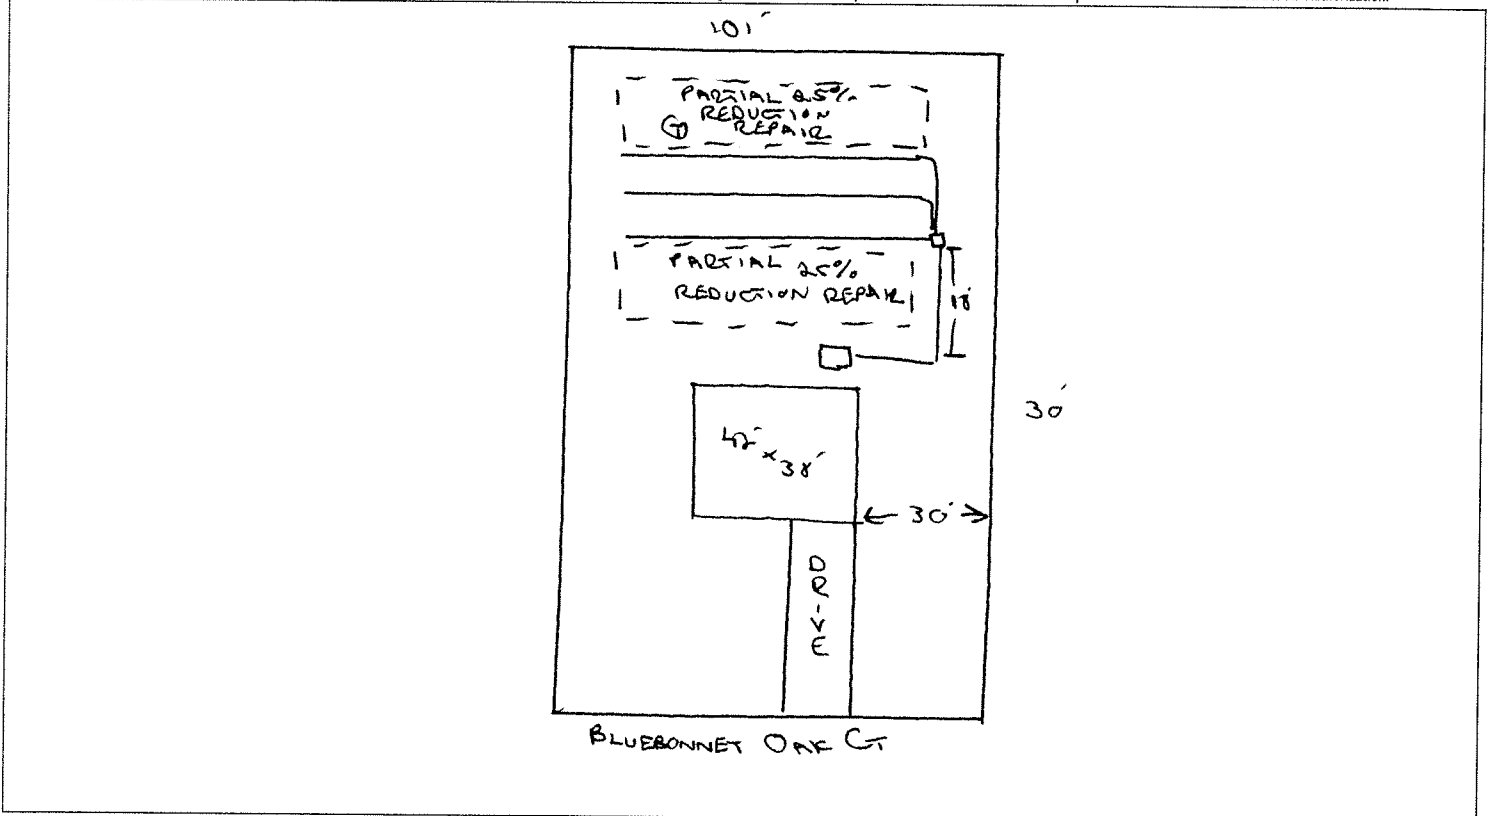 101'
PARTIAL 25%
REDUCTION
REPAIR
PARTIAL 25%
REDUCTION REPAIR
18'
30'
42' x 38'
30'
DRIVE
BLUEBONNET OAK CT